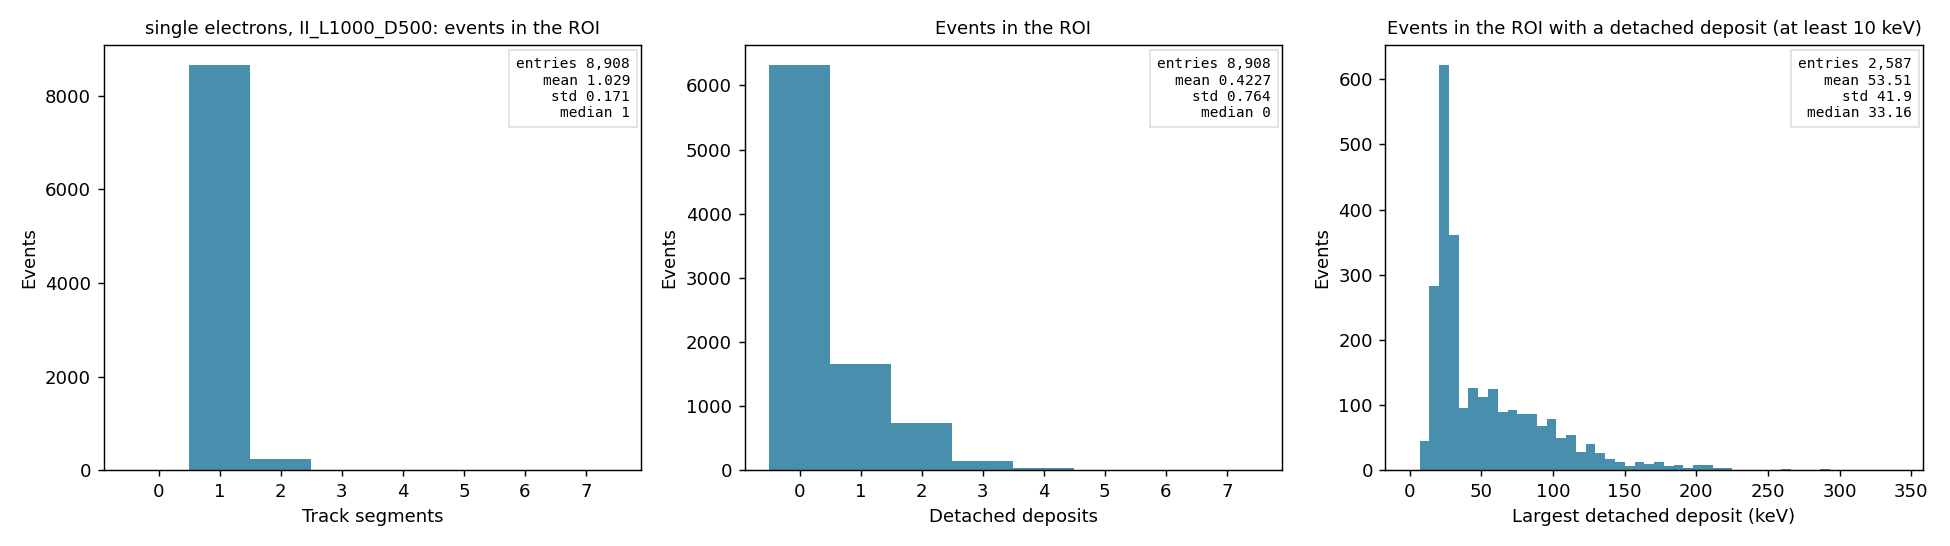 single electrons, II_L1000_D500: events in the ROI
entries 8,908
mean 1.029
std 0.171
median 1
Events
8000
6000
4000
2000
0
0 1 2 3 4 5 6 7
Track segments
Events in the ROI
entries 8,908
mean 0.4227
std 0.764
median 0
Events
6000
5000
4000
3000
2000
1000
0
0 1 2 3 4 5 6 7
Detached deposits
Events in the ROI with a detached deposit (at least 10 keV)
entries 2,587
mean 53.51
std 41.9
median 33.16
Events
600
500
400
300
200
100
0
0 50 100 150 200 250 300 350
Largest detached deposit (keV)